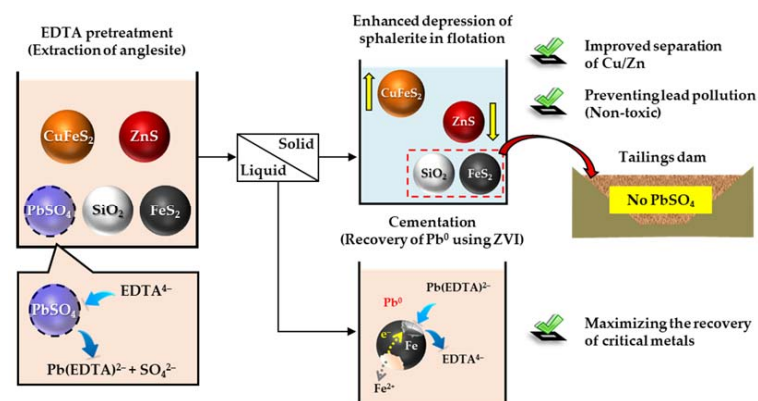 EDTA pretreatment
(Extraction of anglesite)
CuFeS₂
ZnS
PbSO₄
SiO₂
FeS₂
PbSO₄
EDTA⁴⁻
Pb(EDTA)²⁻ + SO₄²⁻
Solid
Liquid
Enhanced depression of
sphalerite in flotation
CuFeS₂
ZnS
SiO₂
FeS₂
Cementation
(Recovery of Pb⁰ using ZVI)
Pb⁰
Pb(EDTA)²⁻
e⁻
Fe
EDTA⁴⁻
Fe²⁺
Improved separation
of Cu/Zn
Preventing lead pollution
(Non-toxic)
Tailings dam
No PbSO₄
Maximizing the recovery
of critical metals